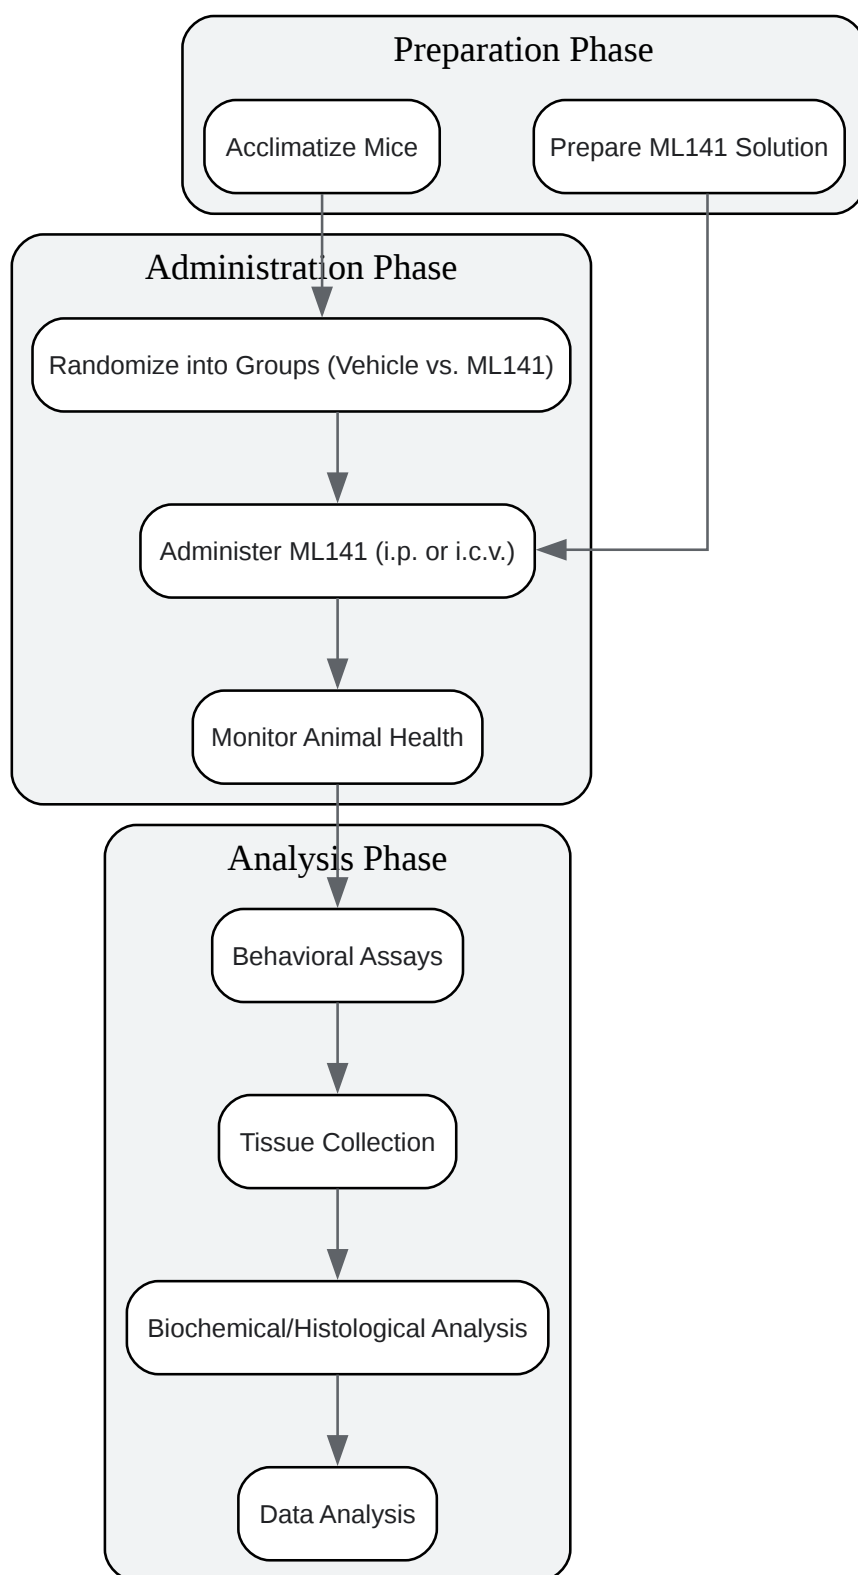 Preparation Phase
Acclimatize Mice
Prepare ML141 Solution
Administration Phase
Randomize into Groups (Vehicle vs. ML141)
Administer ML141 (i.p. or i.c.v.)
Monitor Animal Health
Analysis Phase
Behavioral Assays
Tissue Collection
Biochemical/Histological Analysis
Data Analysis